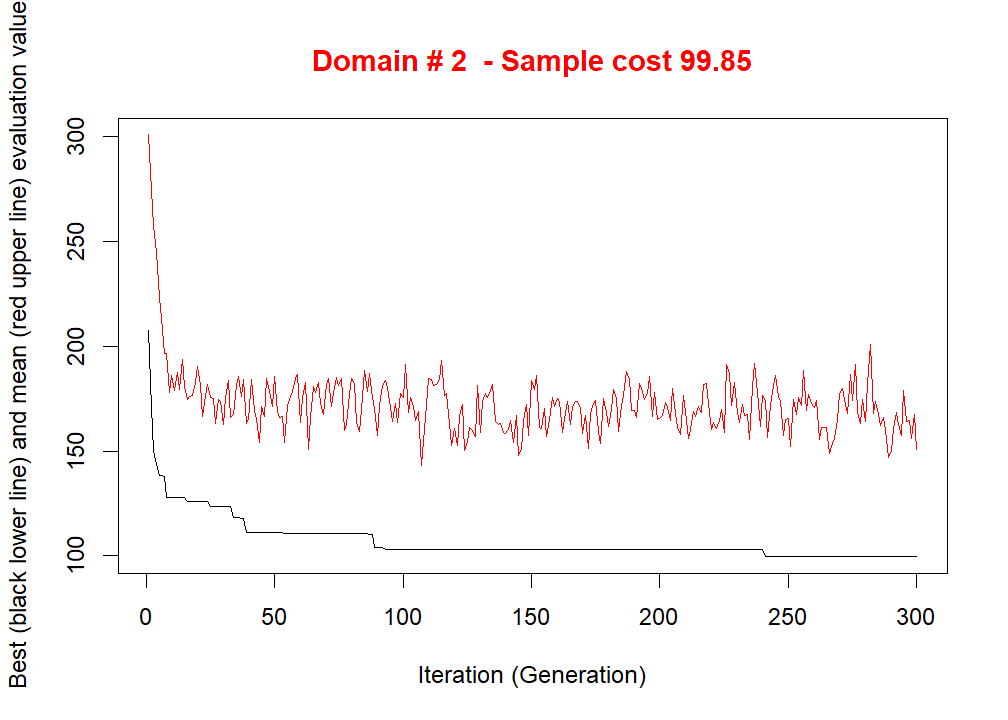 Domain # 2  - Sample cost 99.85
Best (black lower line) and mean (red upper line) evaluation value
300
250
200
150
100
0 50 100 150 200 250 300
Iteration (Generation)